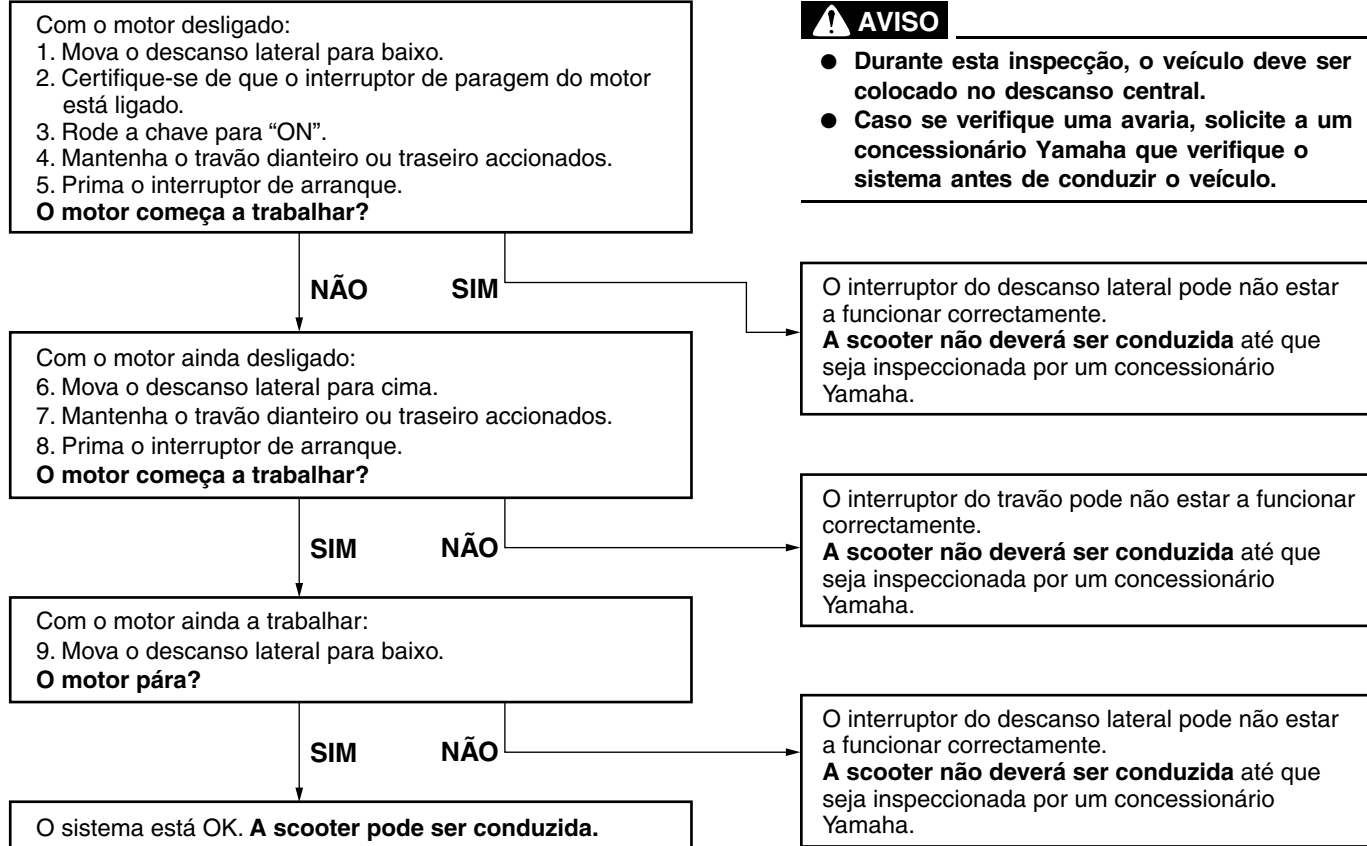 Com o motor desligado:
1. Mova o descanso lateral para baixo.
2. Certifique-se de que o interruptor de paragem do motor
está ligado.
3. Rode a chave para “ON”.
4. Mantenha o travão dianteiro ou traseiro accionados.
5. Prima o interruptor de arranque.
O motor começa a trabalhar?
AVISO
● Durante esta inspecção, o veículo deve ser
colocado no descanso central.
● Caso se verifique uma avaria, solicite a um
concessionário Yamaha que verifique o
sistema antes de conduzir o veículo.
NÃO SIM
O interruptor do descanso lateral pode não estar
a funcionar correctamente.
A scooter não deverá ser conduzida até que
seja inspeccionada por um concessionário
Yamaha.
Com o motor ainda desligado:
6. Mova o descanso lateral para cima.
7. Mantenha o travão dianteiro ou traseiro accionados.
8. Prima o interruptor de arranque.
O motor começa a trabalhar?
SIM NÃO
O interruptor do travão pode não estar a funcionar
correctamente.
A scooter não deverá ser conduzida até que
seja inspeccionada por um concessionário
Yamaha.
Com o motor ainda a trabalhar:
9. Mova o descanso lateral para baixo.
O motor pára?
SIM NÃO
O interruptor do descanso lateral pode não estar
a funcionar correctamente.
A scooter não deverá ser conduzida até que
seja inspeccionada por um concessionário
Yamaha.
O sistema está OK. A scooter pode ser conduzida.